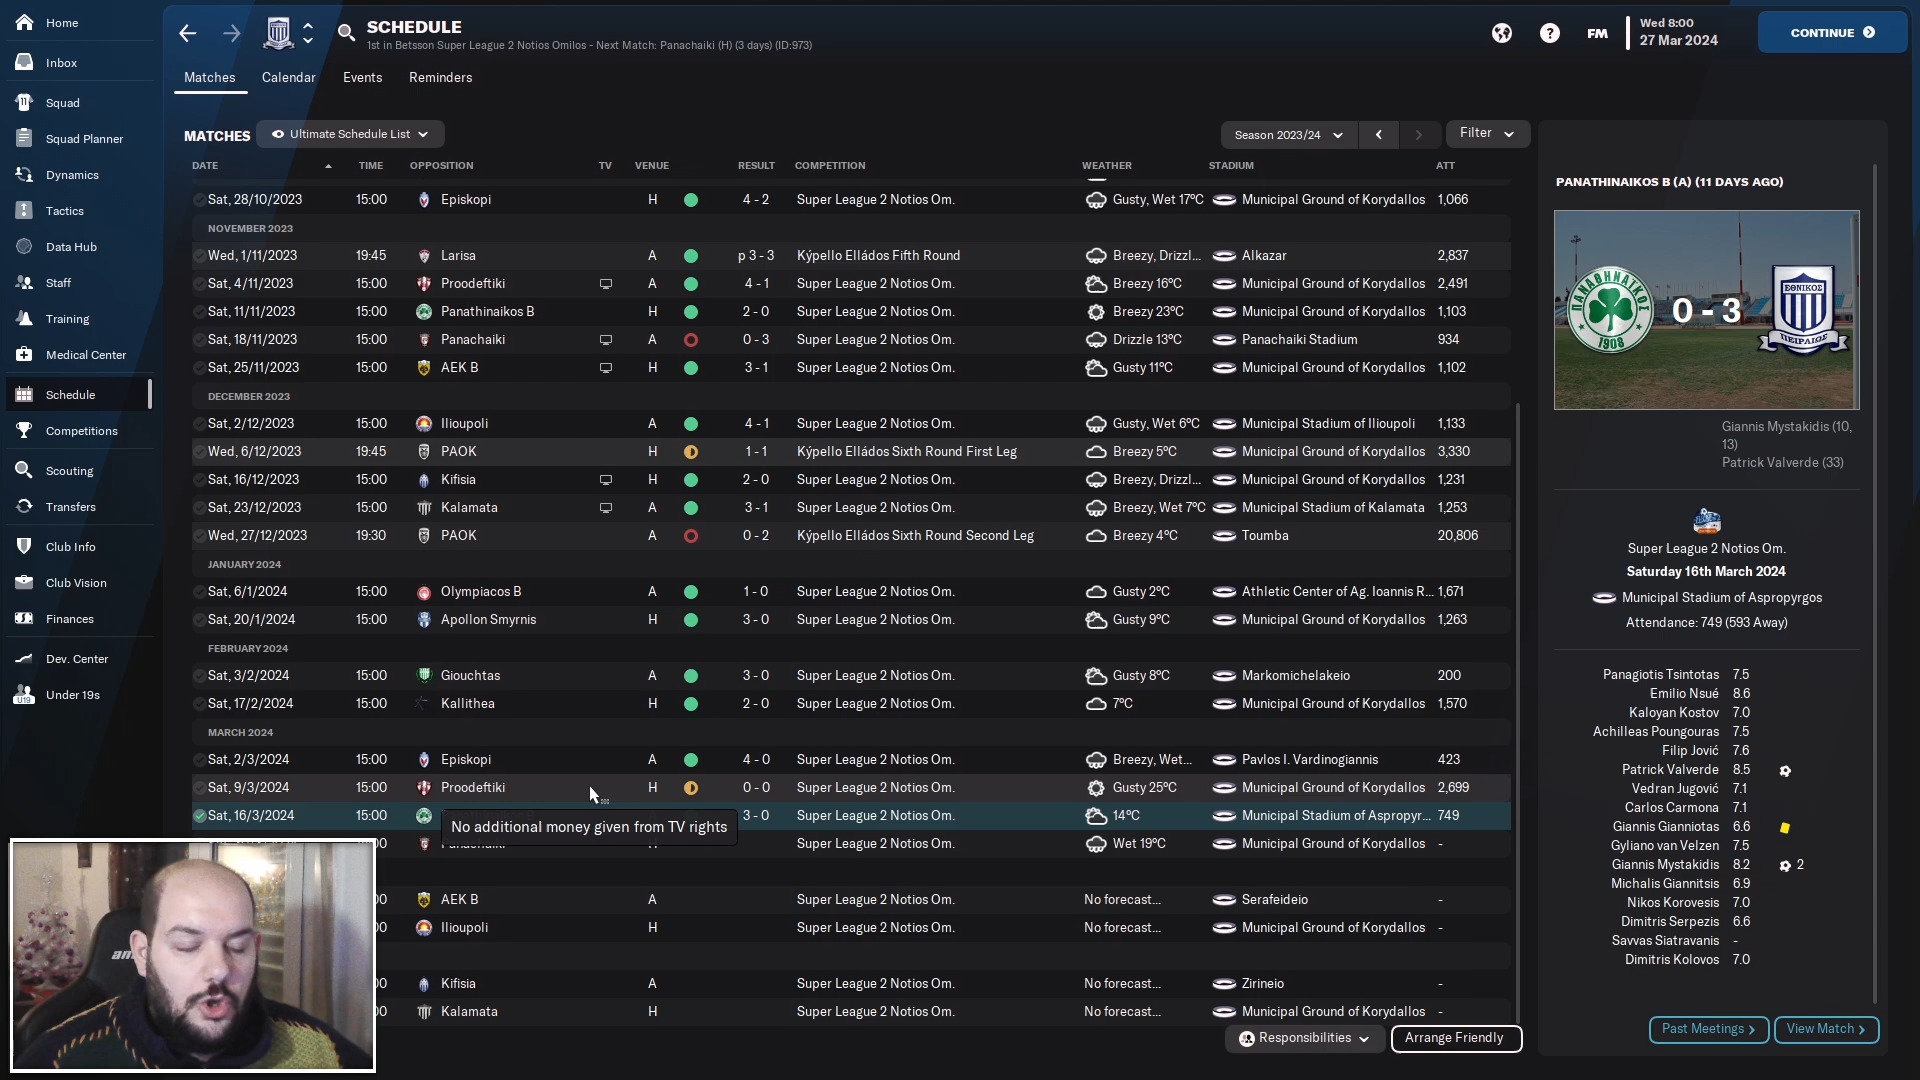 Home
Inbox
Squad
Squad Planner
Dynamics
Tactics
Data Hub
Staff
Training
Medical Center
Schedule
Competitions
Scouting
Transfers
Club Info
Club Vision
Finances
Dev. Center
Under 19s
SCHEDULE
1st in Betsson Super League 2 Notios Omilos - Next Match: Panachaiki (H) (3 days) (ID:973)
FM
Wed 8:00
27 Mar 2024
CONTINUE
Matches Calendar Events Reminders
MATCHES Ultimate Schedule List Season 2023/24 Filter
DATE TIME OPPOSITION TV VENUE RESULT COMPETITION WEATHER STADIUM ATT
Sat, 28/10/2023 15:00 Episkopi H 4 - 2 Super League 2 Notios Om. Gusty, Wet 17ºC Municipal Ground of Korydallos 1,066
NOVEMBER 2023
Wed, 1/11/2023 19:45 Larisa A p 3 - 3 Kýpello Elládos Fifth Round Breezy, Drizzl... Alkazar 2,837
Sat, 4/11/2023 15:00 Proodeftiki A 4 - 1 Super League 2 Notios Om. Breezy 16ºC Municipal Ground of Korydallos 2,491
Sat, 11/11/2023 15:00 Panathinaikos B H 2 - 0 Super League 2 Notios Om. Breezy 23ºC Municipal Ground of Korydallos 1,103
Sat, 18/11/2023 15:00 Panachaiki A 0 - 3 Super League 2 Notios Om. Drizzle 13ºC Panachaiki Stadium 934
Sat, 25/11/2023 15:00 AEK B H 3 - 1 Super League 2 Notios Om. Gusty 11ºC Municipal Ground of Korydallos 1,102
DECEMBER 2023
Sat, 2/12/2023 15:00 Ilioupoli A 4 - 1 Super League 2 Notios Om. Gusty, Wet 6ºC Municipal Stadium of Ilioupoli 1,133
Wed, 6/12/2023 19:45 PAOK H 1 - 1 Kýpello Elládos Sixth Round First Leg Breezy 5ºC Municipal Ground of Korydallos 3,330
Sat, 16/12/2023 15:00 Kifisia H 2 - 0 Super League 2 Notios Om. Breezy, Drizzl... Municipal Ground of Korydallos 1,231
Sat, 23/12/2023 15:00 Kalamata A 3 - 1 Super League 2 Notios Om. Breezy, Wet 7ºC Municipal Stadium of Kalamata 1,253
Wed, 27/12/2023 19:30 PAOK A 0 - 2 Kýpello Elládos Sixth Round Second Leg Breezy 4ºC Toumba 20,806
JANUARY 2024
Sat, 6/1/2024 15:00 Olympiacos B A 1 - 0 Super League 2 Notios Om. Gusty 2ºC Athletic Center of Ag. Ioannis R... 1,671
Sat, 20/1/2024 15:00 Apollon Smyrnis H 3 - 0 Super League 2 Notios Om. Gusty 9ºC Municipal Ground of Korydallos 1,263
FEBRUARY 2024
Sat, 3/2/2024 15:00 Giouchtas A 3 - 0 Super League 2 Notios Om. Gusty 8ºC Markomichelakeio 200
Sat, 17/2/2024 15:00 Kallithea H 2 - 0 Super League 2 Notios Om. 7ºC Municipal Ground of Korydallos 1,570
MARCH 2024
Sat, 2/3/2024 15:00 Episkopi A 4 - 0 Super League 2 Notios Om. Breezy, Wet... Pavlos I. Vardinogiannis 423
Sat, 9/3/2024 15:00 Proodeftiki H 0 - 0 Super League 2 Notios Om. Gusty 25ºC Municipal Ground of Korydallos 2,699
Sat, 16/3/2024 15:00 3 - 0 Super League 2 Notios Om. 14ºC Municipal Stadium of Aspropyr... 749
No additional money given from TV rights
Super League 2 Notios Om. Wet 19ºC Municipal Ground of Korydallos -
00 AEK B A Super League 2 Notios Om. No forecast... Serafeideio -
00 Ilioupoli H Super League 2 Notios Om. No forecast... Municipal Ground of Korydallos -
00 Kifisia A Super League 2 Notios Om. No forecast... Zirineio -
00 Kalamata H Super League 2 Notios Om. No forecast... Municipal Ground of Korydallos -
Responsibilities Arrange Friendly
PANATHINAIKOS B (A) (11 DAYS AGO)
ΠΑΝΑΘΗΝΑΪΚΟΣ
1908
0 - 3
ΕΘΝΙΚΟΣ
ΠΕΙΡΑΙΩΣ
Giannis Mystakidis (10,
13)
Patrick Valverde (33)
Super League 2 Notios Om.
Saturday 16th March 2024
Municipal Stadium of Aspropyrgos
Attendance: 749 (593 Away)
Panagiotis Tsintotas 7.5
Emilio Nsué 8.6
Kaloyan Kostov 7.0
Achilleas Poungouras 7.5
Filip Jović 7.6
Patrick Valverde 8.5
Vedran Jugović 7.1
Carlos Carmona 7.1
Giannis Gianniotas 6.6
Gyliano van Velzen 7.5
Giannis Mystakidis 8.2 2
Michalis Giannitsis 6.9
Nikos Korovesis 7.0
Dimitris Serpezis 6.6
Savvas Siatravanis -
Dimitris Kolovos 7.0
Past Meetings View Match